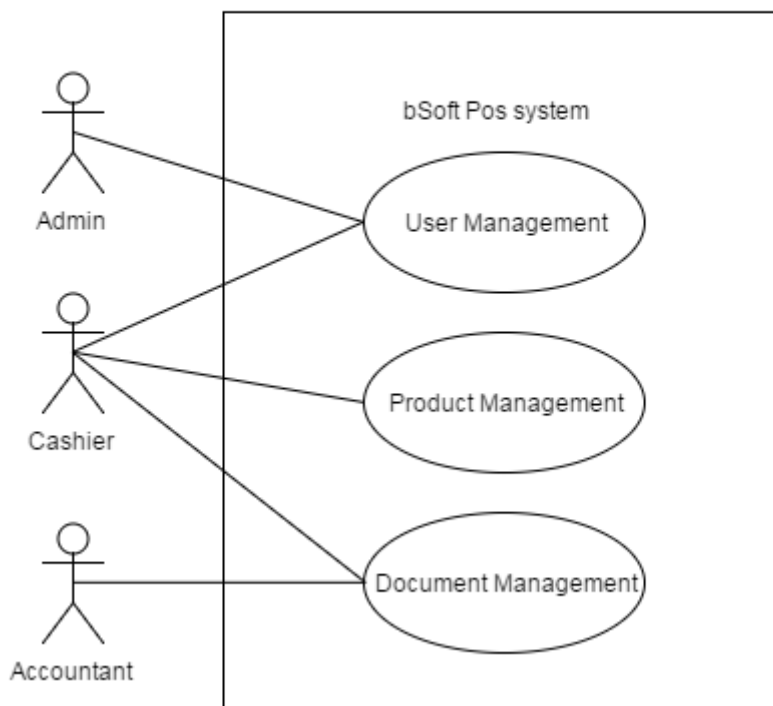 bSoft Pos system
Admin
User Management
Cashier
Product Management
Accountant
Document Management